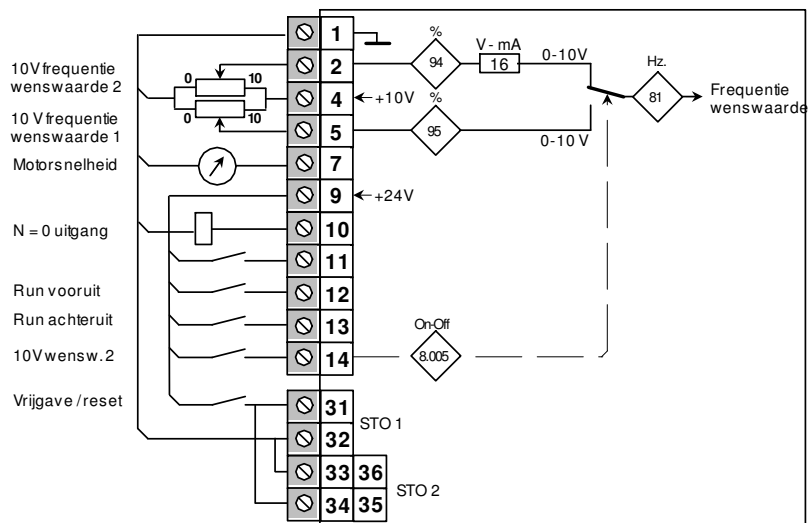 1
10V frequentie
wenswaarde 2
0 10
2
%
94
V - mA
16
0-10V
4
+10V
Hz.
81
Frequentie
wenswaarde
10 V frequentie
wenswaarde 1
0 10
5
%
95
0-10 V
Motorsnelheid
7
9
+24V
N = 0 uitgang
10
11
Run vooruit
12
Run achteruit
13
10V wensw. 2
14
On-Off
8.005
Vrijgave / reset
31
STO 1
32
33 36
STO 2
34 35